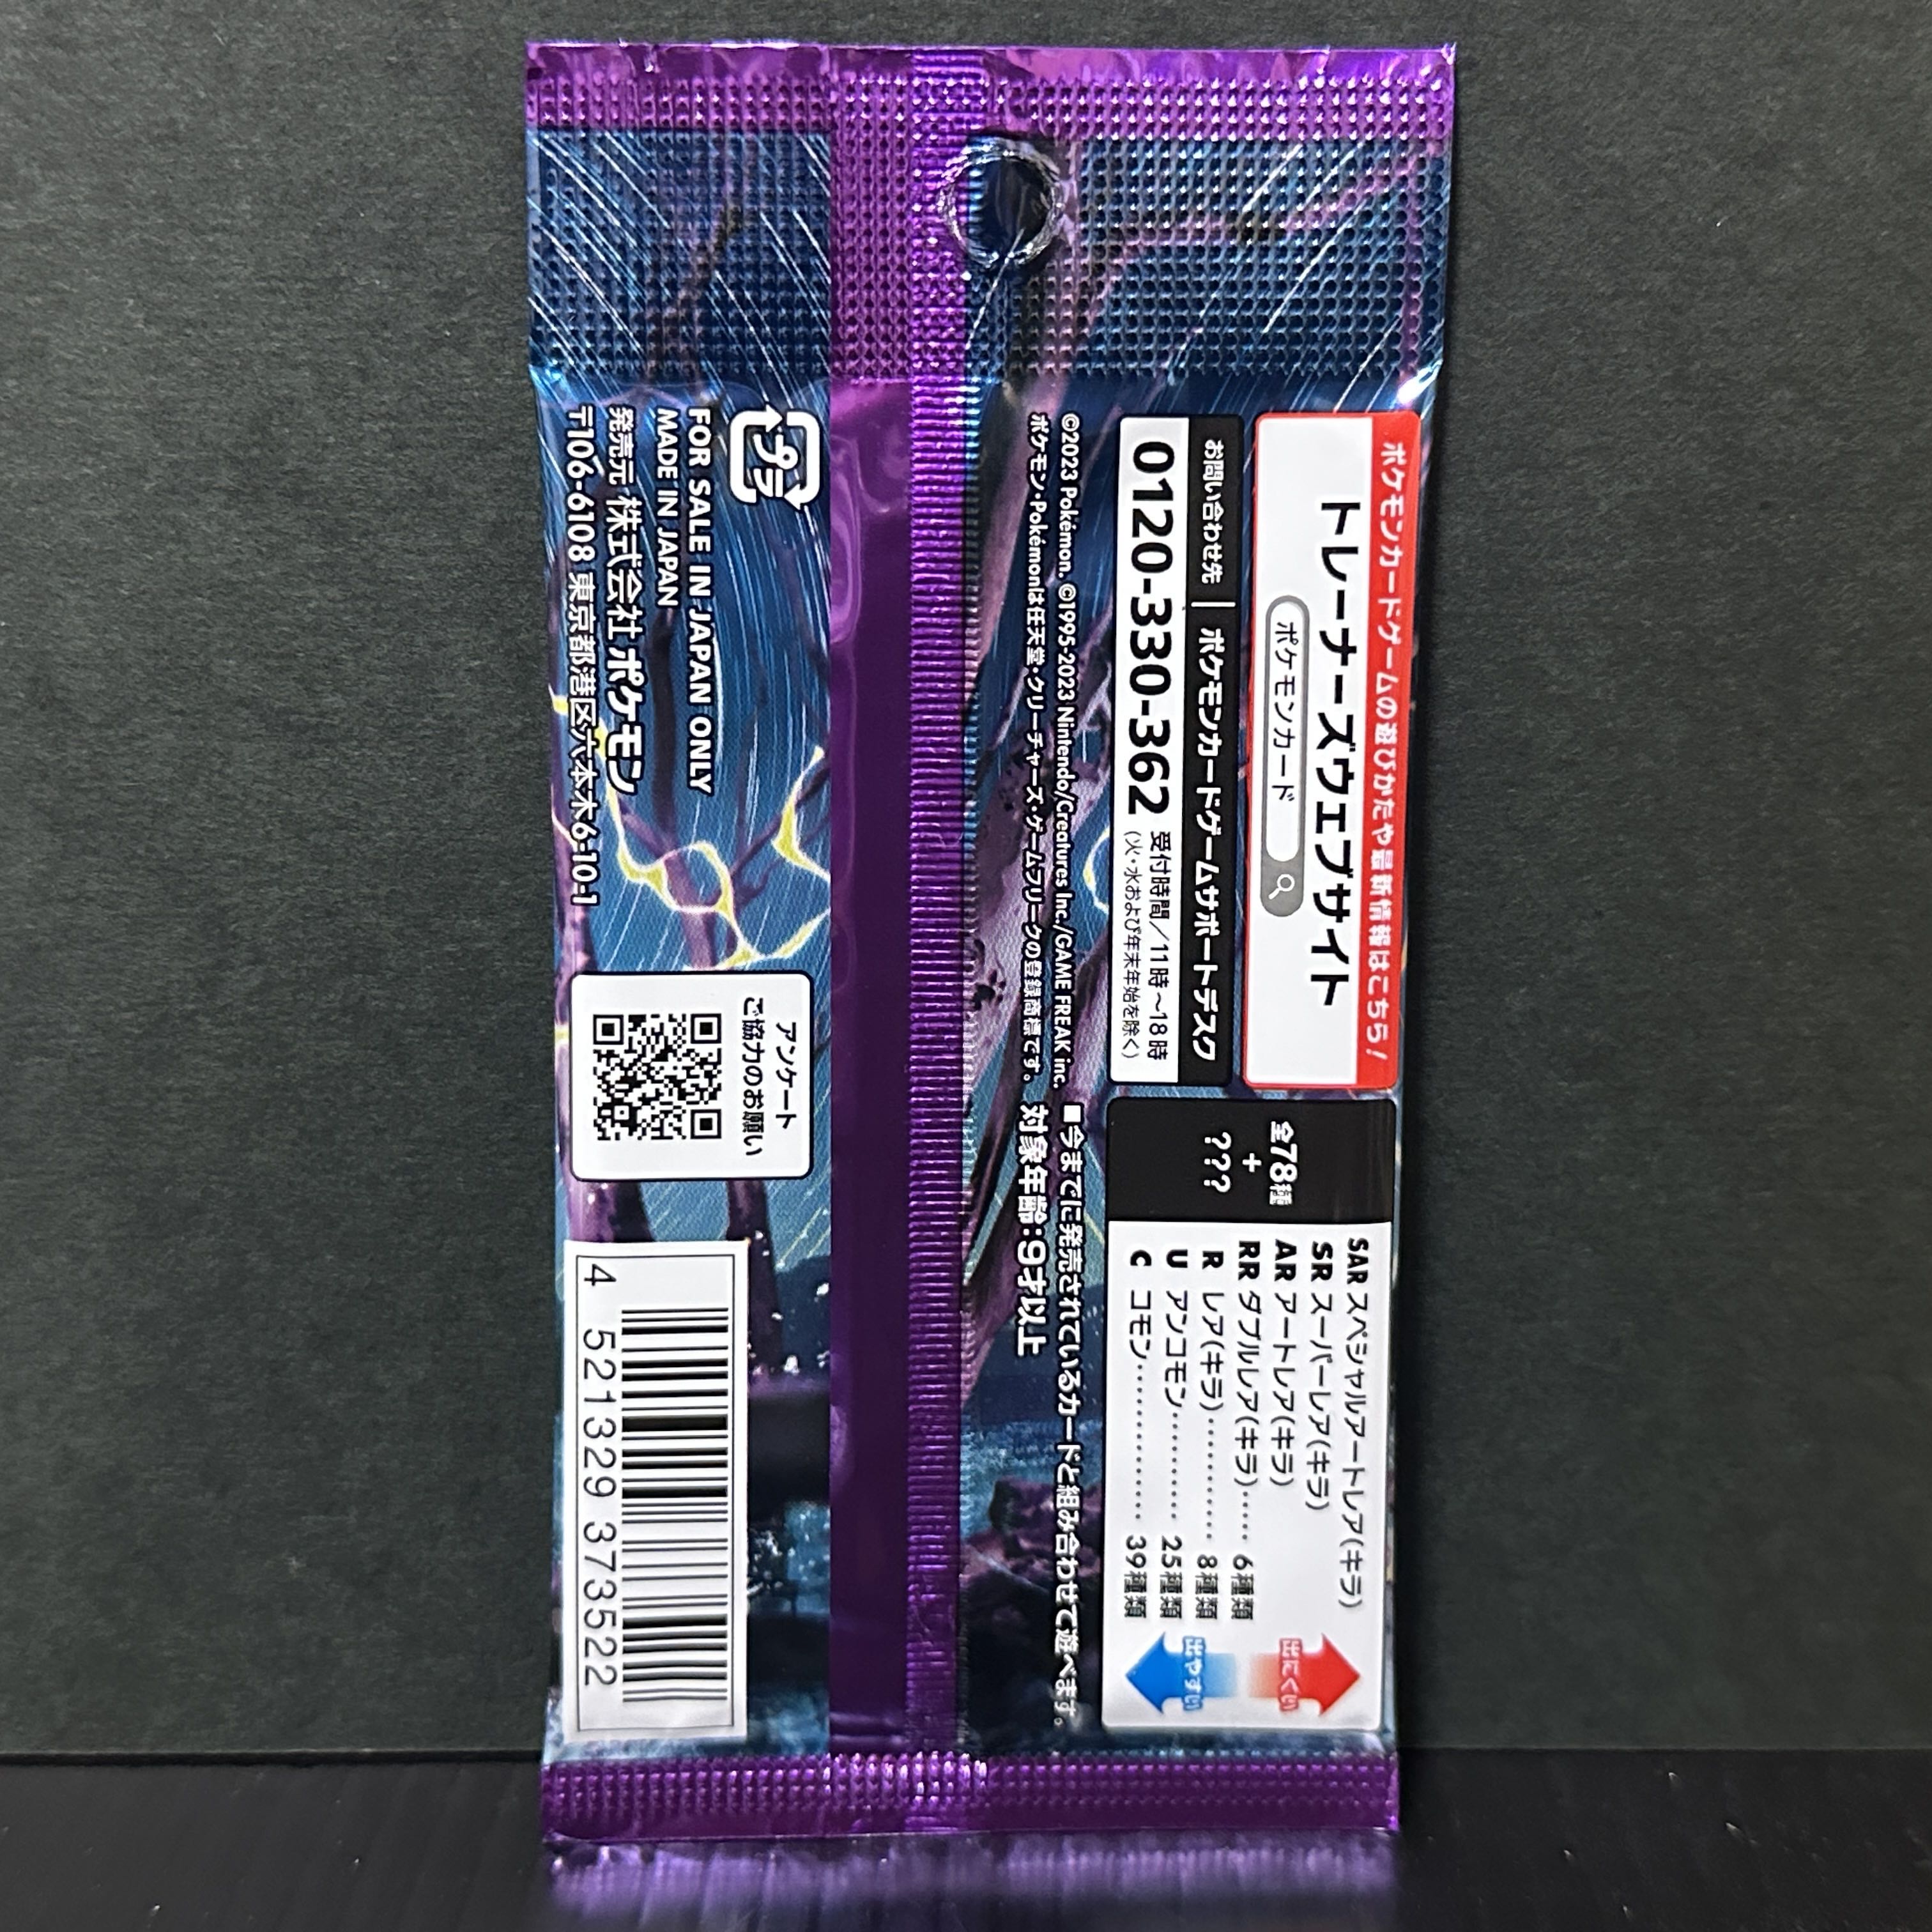 ポケモンカードゲームの遊びかたや最新情報はこちら！
トレーナーズウェブサイト
ポケモンカード
お問い合わせ先 | ポケモンカードゲームサポートデスク
0120-330-362
受付時間／11時～18時
(火・水および年末年始を除く)
©2023 Pokémon. ©1995-2023 Nintendo/Creatures Inc./GAME FREAK inc.
ポケモン・Pokémonは任天堂・クリーチャーズ・ゲームフリークの登録商標です。
全78種
+
???
SAR スペシャルアートレア(キラ)
SR スーパーレア(キラ)
AR アートレア(キラ)
RR ダブルレア(キラ)····· 6種類
R レア(キラ)·········· 8種類
U アンコモン·········· 25種類
C コモン············· 39種類
出にくい
出やすい
■今までに発売されているカードと組み合わせて遊べます。
対象年齢:9才以上
プラ
FOR SALE IN JAPAN ONLY
MADE IN JAPAN
発売元 株式会社 ポケモン
〒106-6108 東京都港区六本木6-10-1
アンケート
ご協力のお願い
4 521329 373522